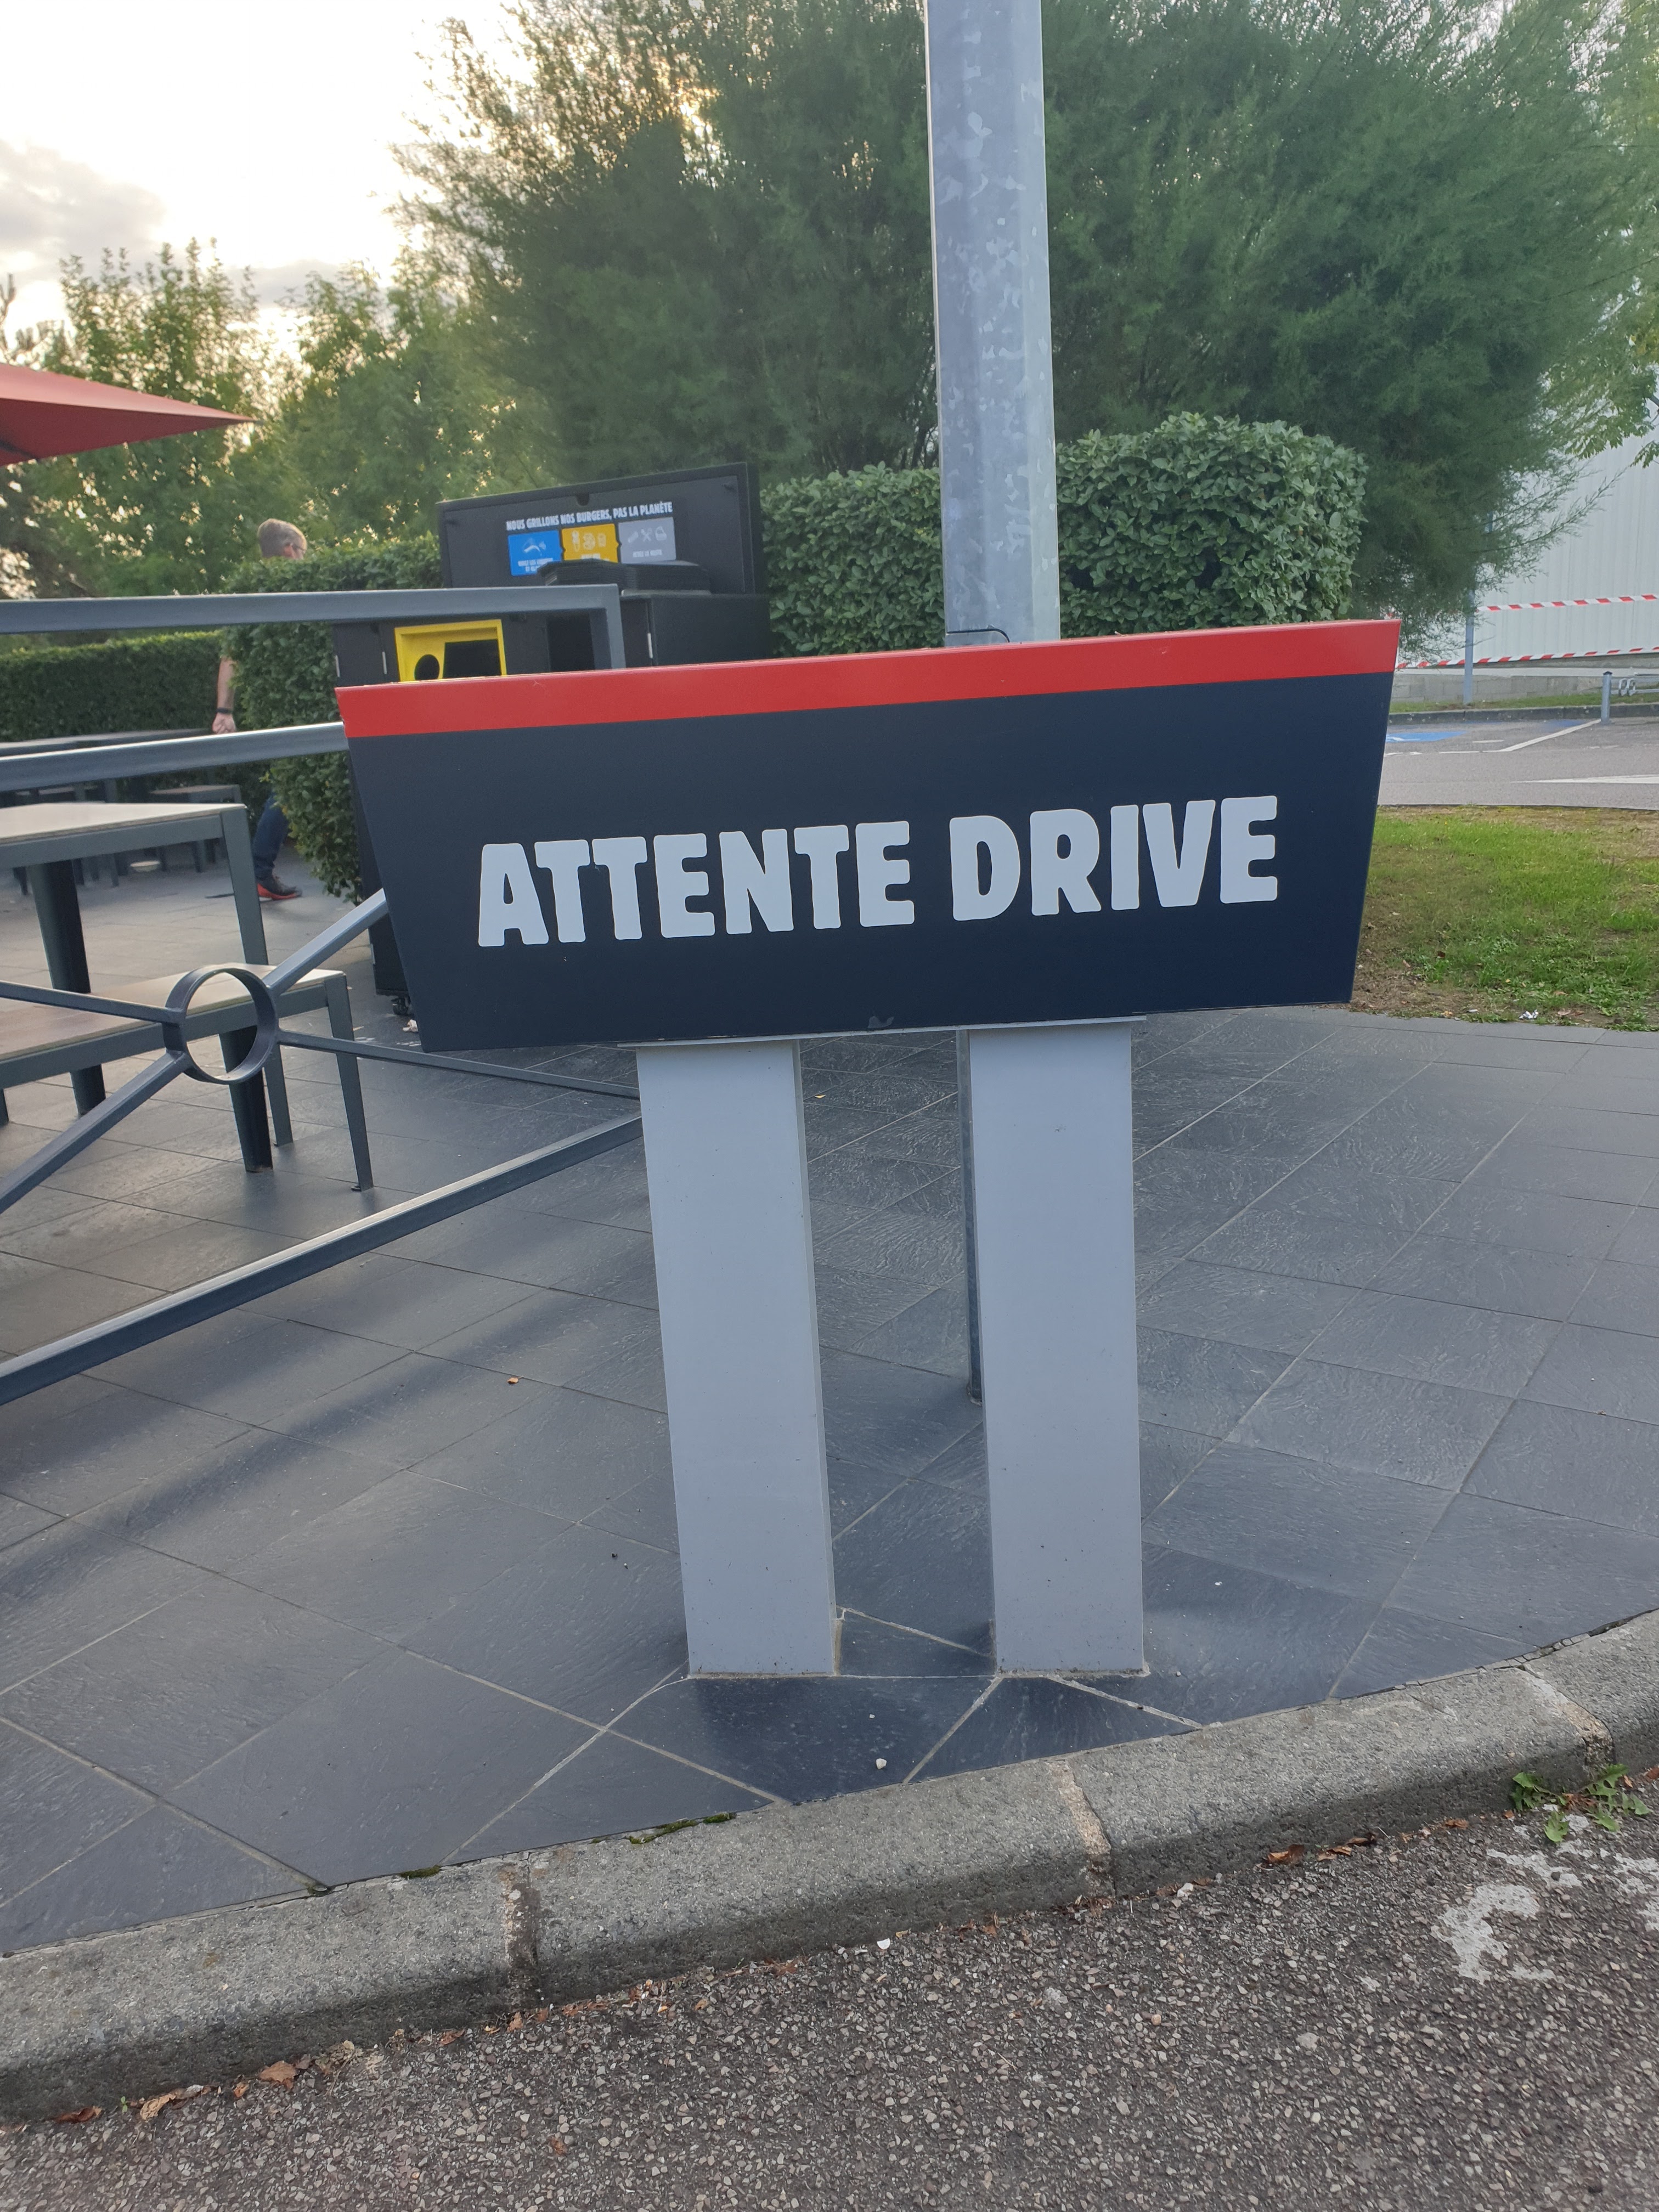 NOUS GRILLONS NOS BURGERS, PAS LA PLANÈTE
ATTENTE DRIVE